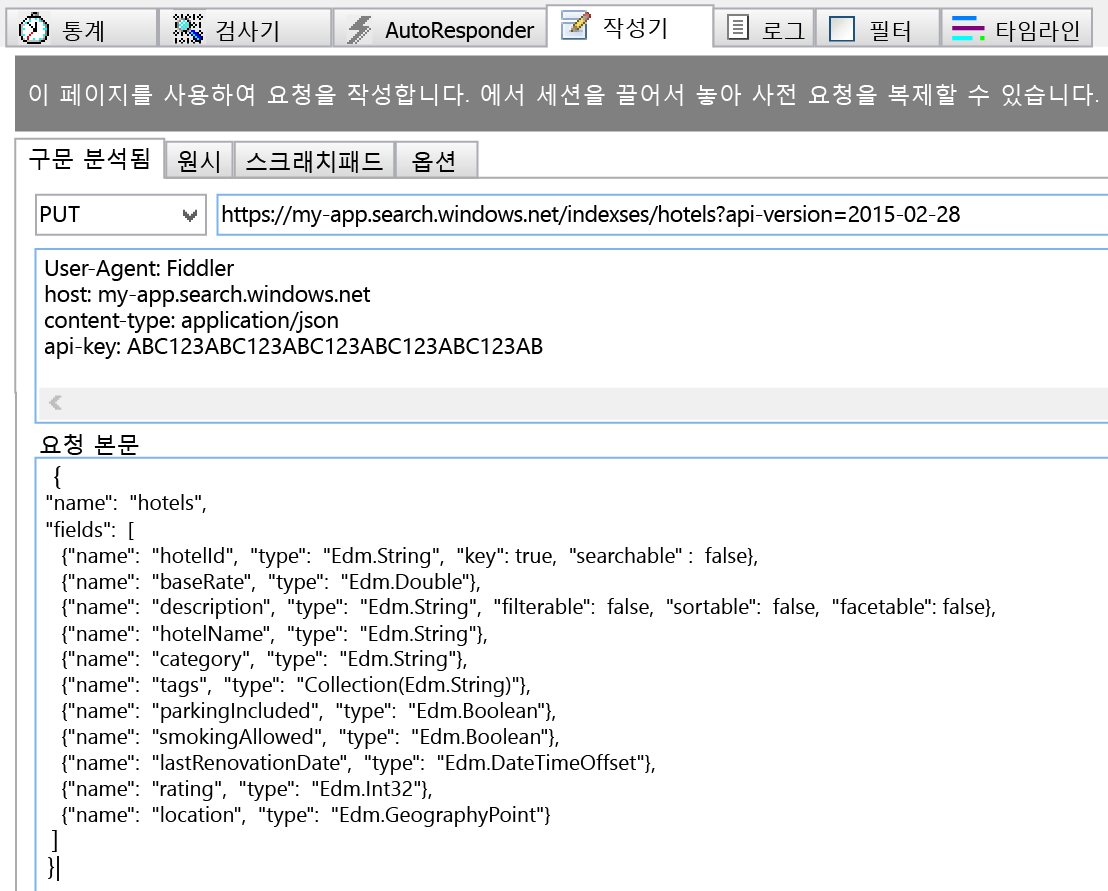 통계 검사기 AutoResponder 작성기 로그 필터 타임라인
이 페이지를 사용하여 요청을 작성합니다. 에서 세션을 끌어서 놓아 사전 요청을 복제할 수 있습니다.
구문 분석됨 원시 스크래치패드 옵션
PUT https://my-app.search.windows.net/indexses/hotels?api-version=2015-02-28
User-Agent: Fiddler
host: my-app.search.windows.net
content-type: application/json
api-key: ABC123ABC123ABC123ABC123ABC123AB
요청 본문
{
"name": "hotels",
"fields": [
{"name": "hotelId", "type": "Edm.String", "key": true, "searchable" : false},
{"name": "baseRate", "type": "Edm.Double"},
{"name": "description", "type": "Edm.String", "filterable": false, "sortable": false, "facetable": false},
{"name": "hotelName", "type": "Edm.String"},
{"name": "category", "type": "Edm.String"},
{"name": "tags", "type": "Collection(Edm.String)"},
{"name": "parkingIncluded", "type": "Edm.Boolean"},
{"name": "smokingAllowed", "type": "Edm.Boolean"},
{"name": "lastRenovationDate", "type": "Edm.DateTimeOffset"},
{"name": "rating", "type": "Edm.Int32"},
{"name": "location", "type": "Edm.GeographyPoint"}
]
}